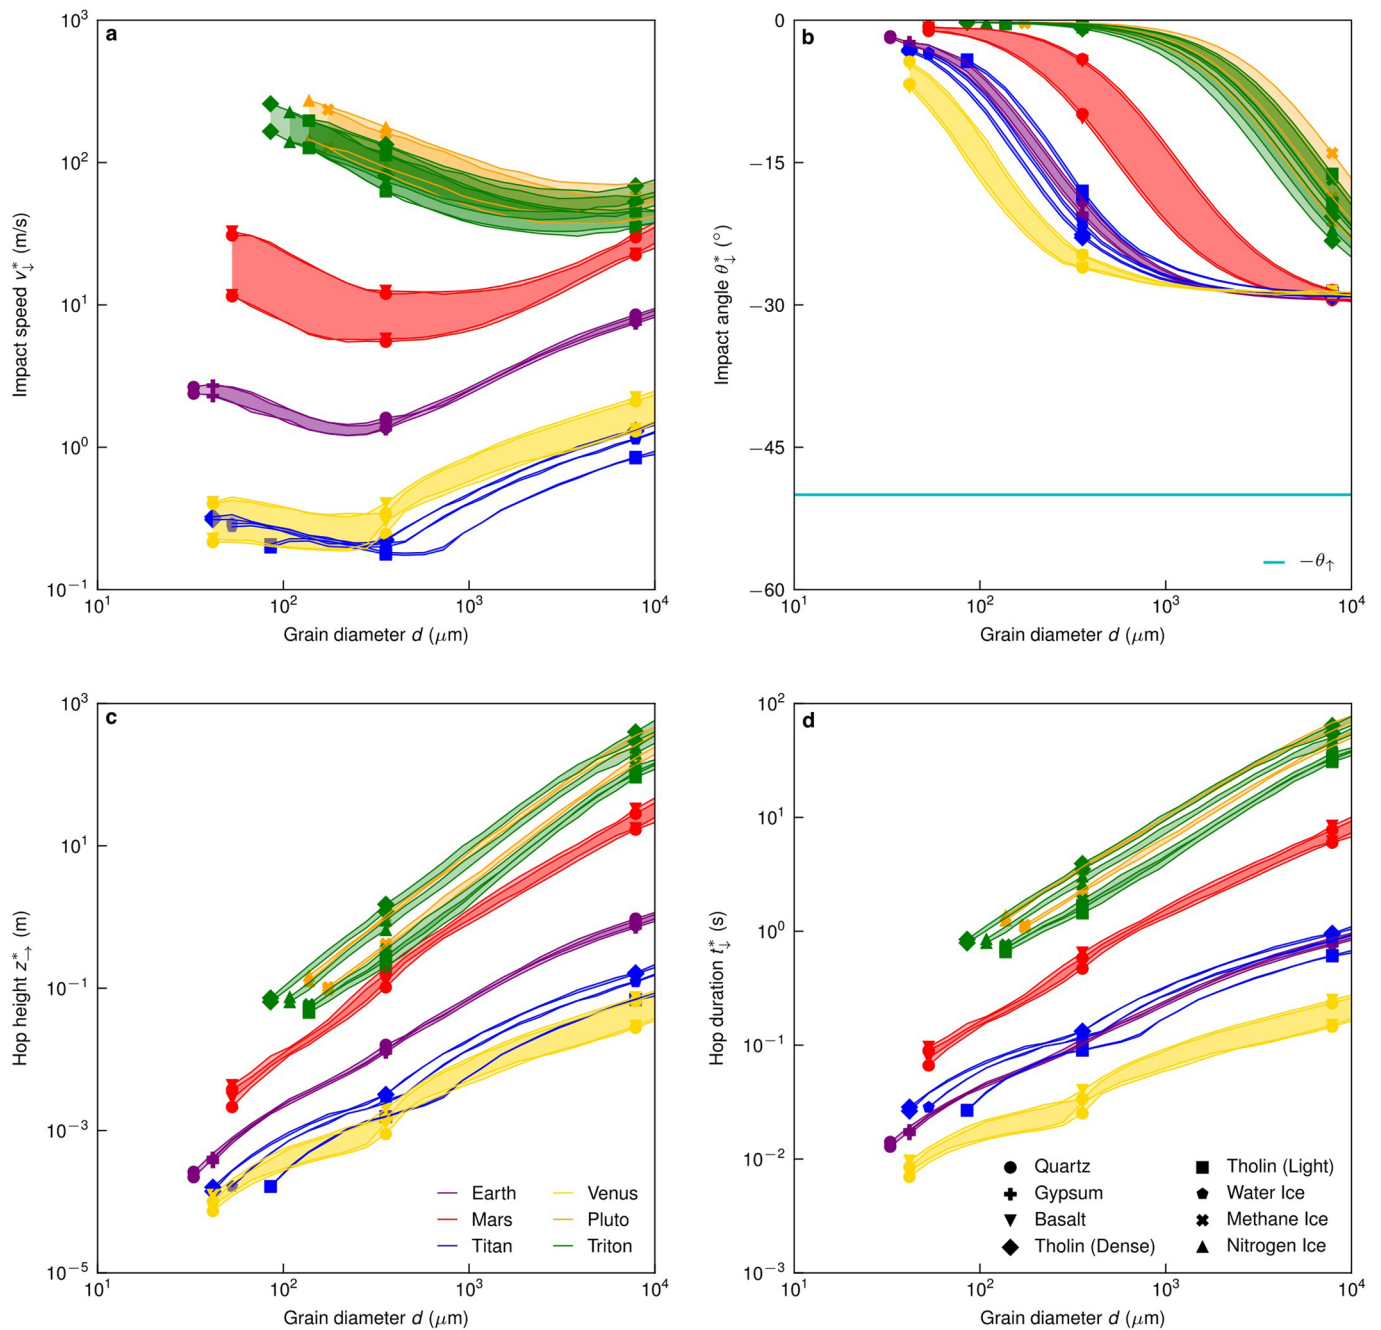 a
10³
10²
10¹
10⁰
10⁻¹
Impact speed v*↓ (m/s)
10¹ 10² 10³ 10⁴
Grain diameter d (μm)
b
0
−15
−30
−45
−60
Impact angle θ*↓ (°)
−θ↑
10¹ 10² 10³ 10⁴
Grain diameter d (μm)
c
10³
10¹
10⁻¹
10⁻³
10⁻⁵
Hop height z*→ (m)
Earth Venus
Mars Pluto
Titan Triton
10¹ 10² 10³ 10⁴
Grain diameter d (μm)
d
10²
10¹
10⁰
10⁻¹
10⁻²
10⁻³
Hop duration t*↓ (s)
Quartz Tholin (Light)
Gypsum Water Ice
Basalt Methane Ice
Tholin (Dense) Nitrogen Ice
10¹ 10² 10³ 10⁴
Grain diameter d (μm)